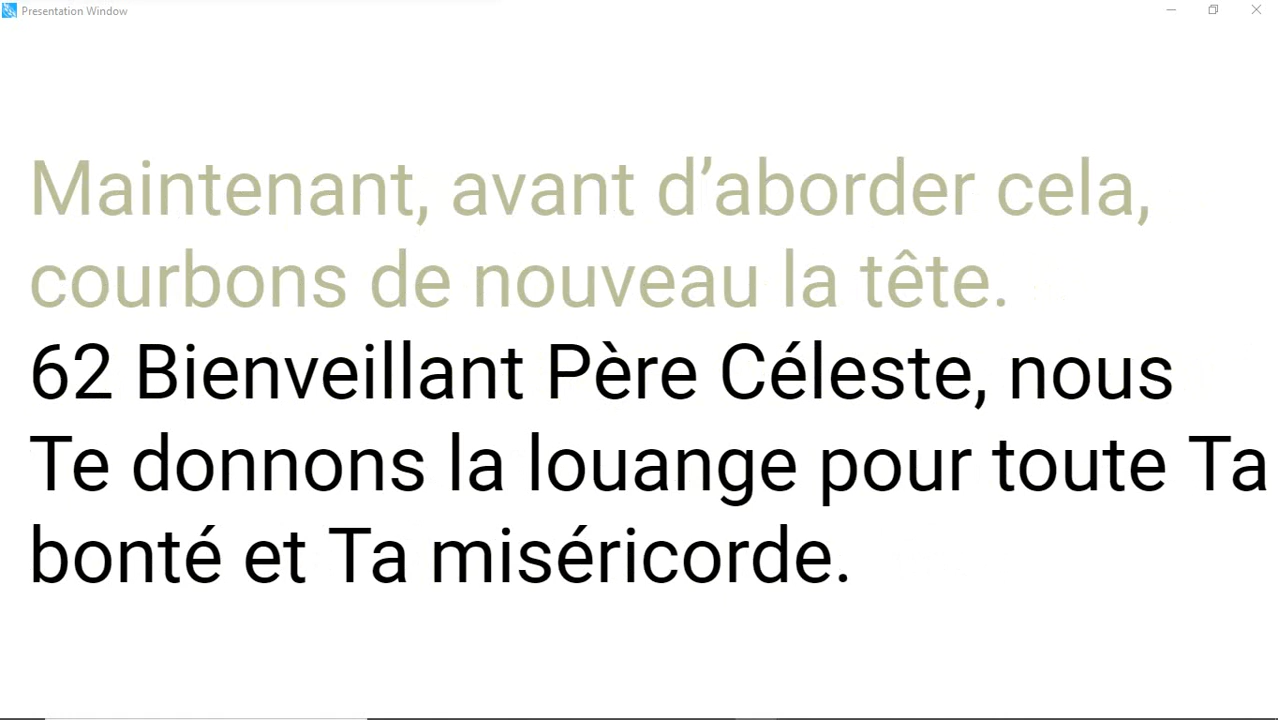 Presentation Window
Maintenant, avant d’aborder cela,
courbons de nouveau la tête.
62 Bienveillant Père Céleste, nous
Te donnons la louange pour toute Ta
bonté et Ta miséricorde.